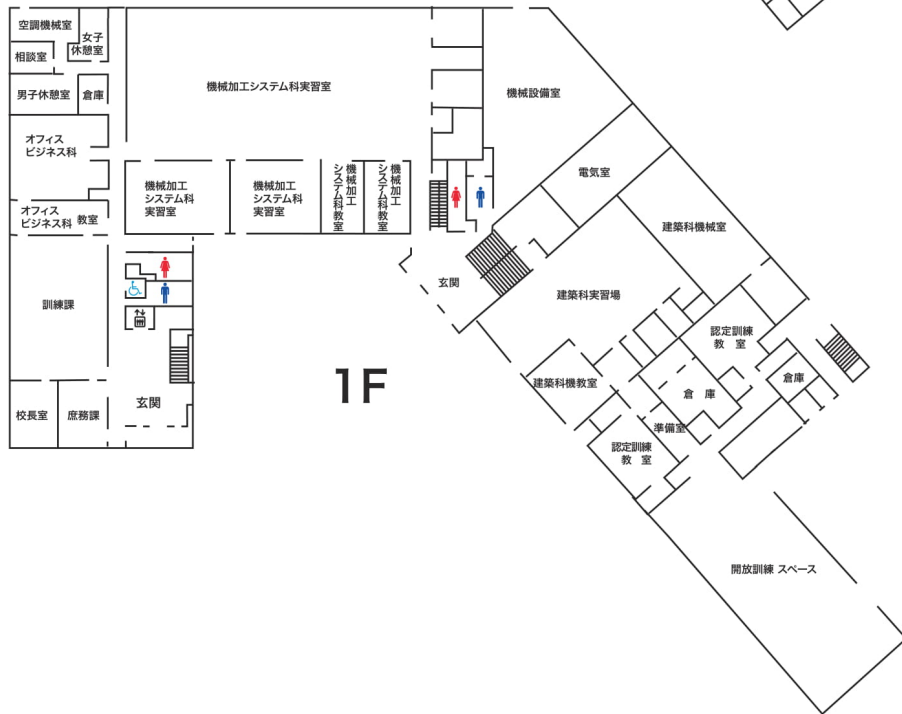 空調機械室
女子
休憩室
相談室
男子休憩室
倉庫
機械加工システム科実習室
機械設備室
オフィス
ビジネス科
電気室
機械加工
システム科
実習室
機械加工
システム科
実習室
機械加工
システム科教室
機械加工
システム科教室
オフィス
ビジネス科
教室
建築科機械室
訓練課
玄関
建築科実習場
認定訓練
教 室
1F
建築科機教室
倉 庫
倉庫
校長室
庶務課
玄関
準備室
認定訓練
教 室
開放訓練 スペース